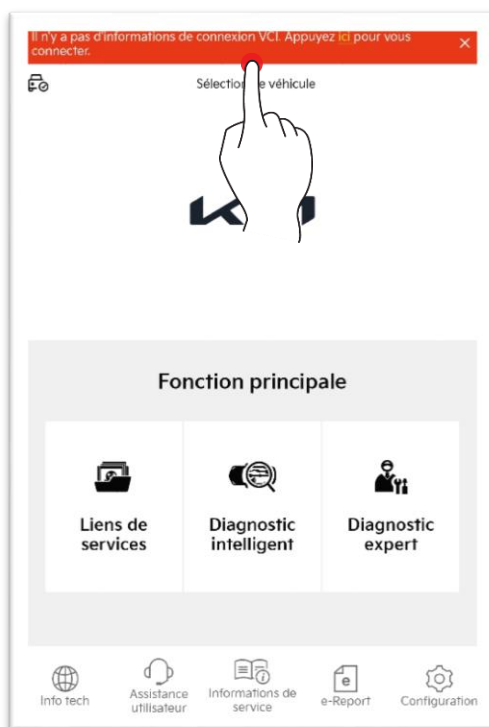 Il n'y a pas d'informations de connexion VCI. Appuyez ici pour vous
connecter.
Sélection de véhicule
Fonction principale
Liens de
services
Diagnostic
intelligent
Diagnostic
expert
Info tech
Assistance
utilisateur
Informations de
service
e
e-Report
Configuration